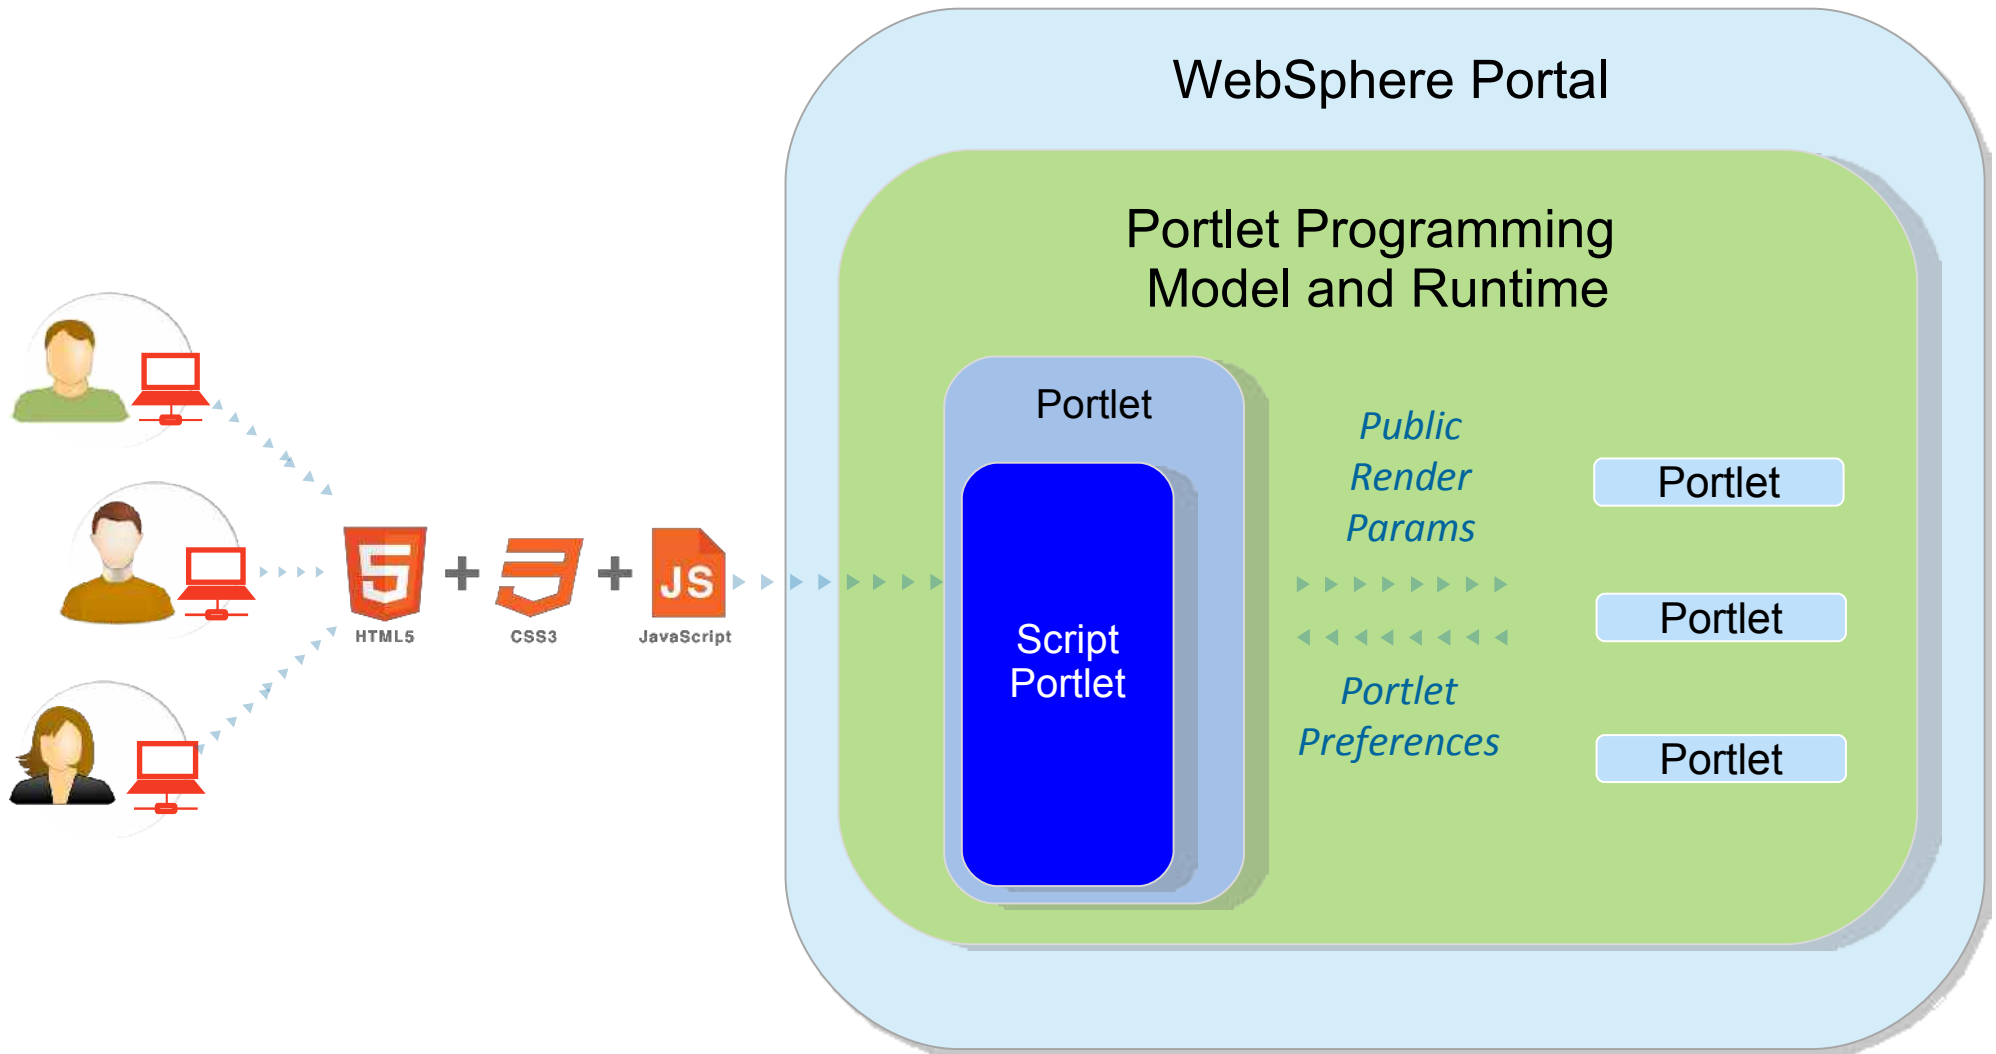 WebSphere Portal
Portlet Programming
Model and Runtime
Portlet
Script
Portlet
Public
Render
Params
Portlet
Preferences
Portlet
Portlet
Portlet
5
HTML5
+
CSS3
+
JS
JavaScript